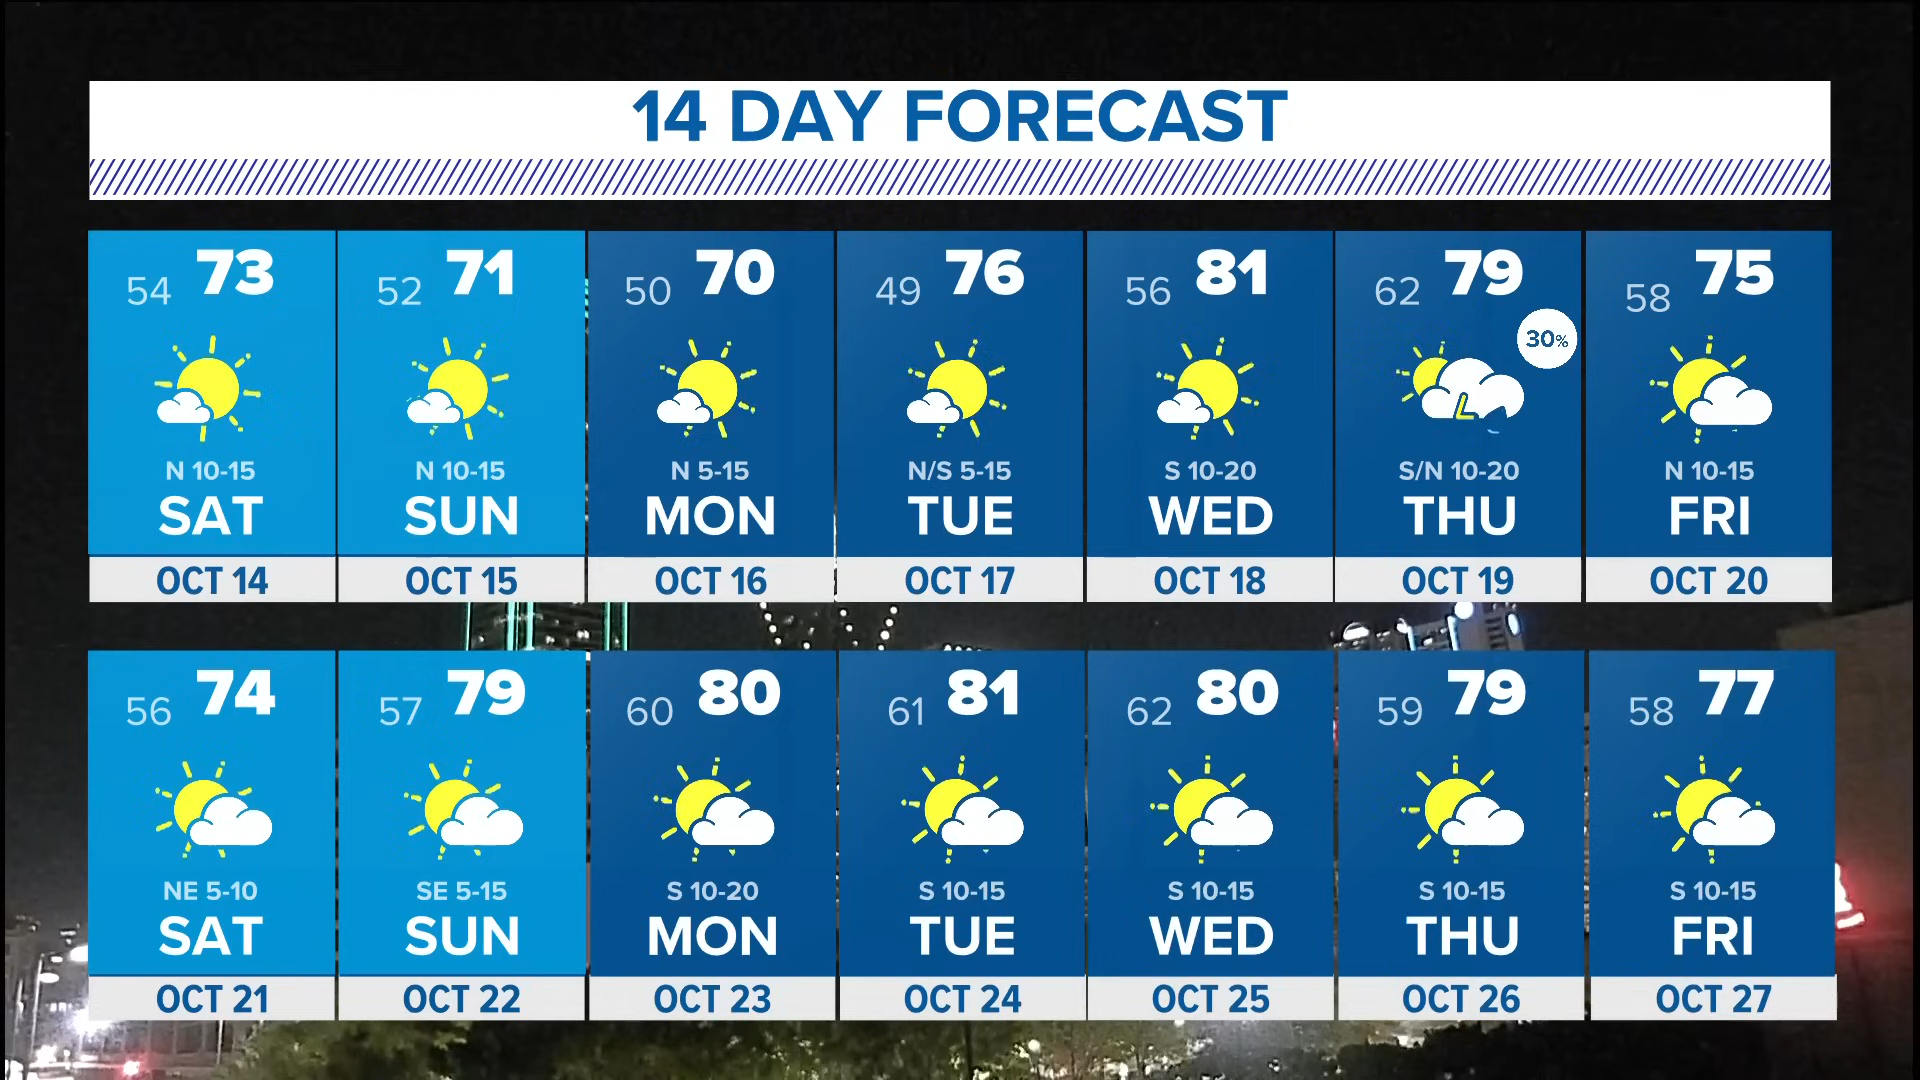 14 DAY FORECAST
54 73
N 10-15
SAT
OCT 14
52 71
N 10-15
SUN
OCT 15
50 70
N 5-15
MON
OCT 16
49 76
N/S 5-15
TUE
OCT 17
56 81
S 10-20
WED
OCT 18
62 79
30%
S/N 10-20
THU
OCT 19
58 75
N 10-15
FRI
OCT 20
56 74
NE 5-10
SAT
OCT 21
57 79
SE 5-15
SUN
OCT 22
60 80
S 10-20
MON
OCT 23
61 81
S 10-15
TUE
OCT 24
62 80
S 10-15
WED
OCT 25
59 79
S 10-15
THU
OCT 26
58 77
S 10-15
FRI
OCT 27